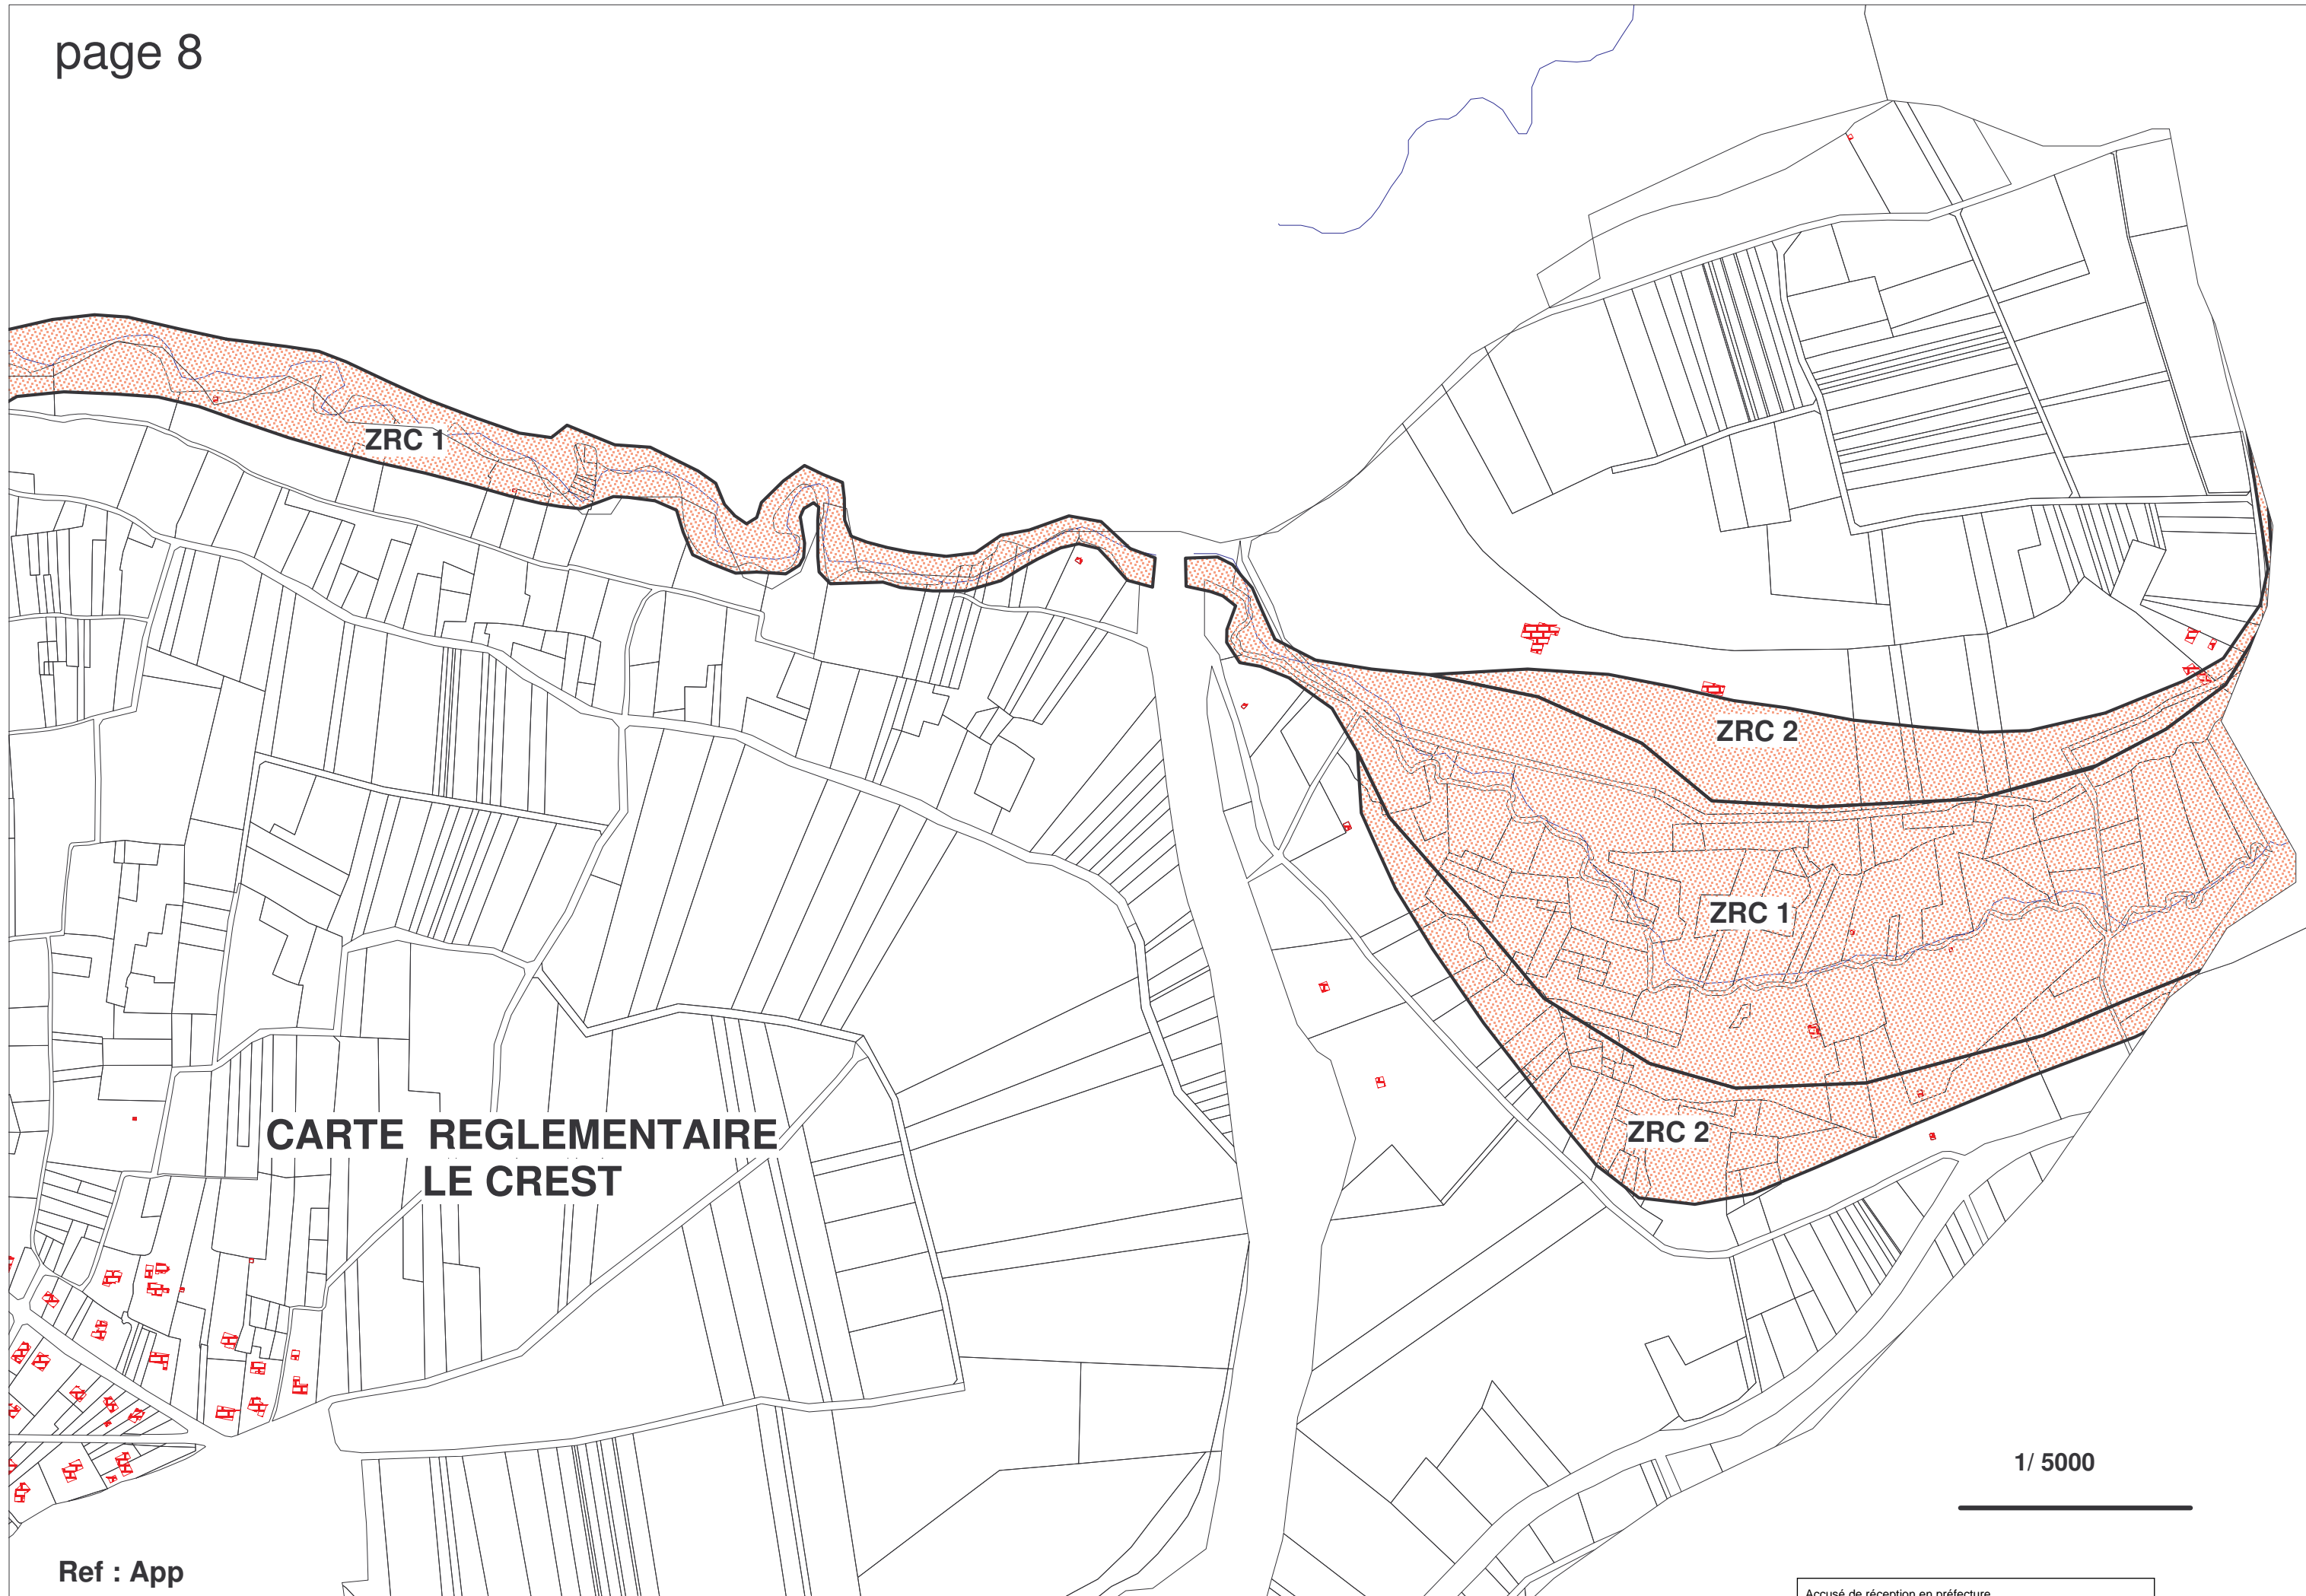 page 8
ZRC 1
ZRC 2
ZRC 1
ZRC 2
CARTE REGLEMENTAIRE
LE CREST
1/ 5000
Ref : App
Accusé de réception en préfecture